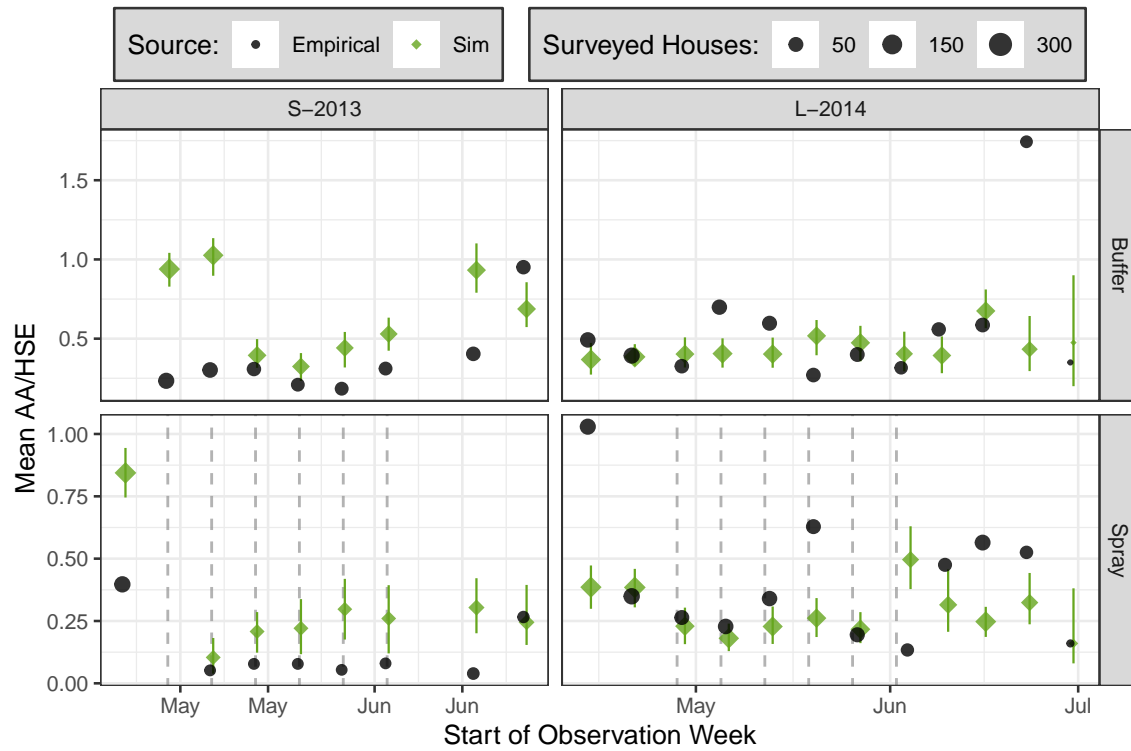 Source: Empirical Sim Surveyed Houses: 50 150 300
S−2013 L−2014
1.5
1.0
0.5
Buffer
Mean AA/HSE
1.00
0.75
0.50
0.25
0.00
Spray
May May Jun Jun May Jun Jul
Start of Observation Week